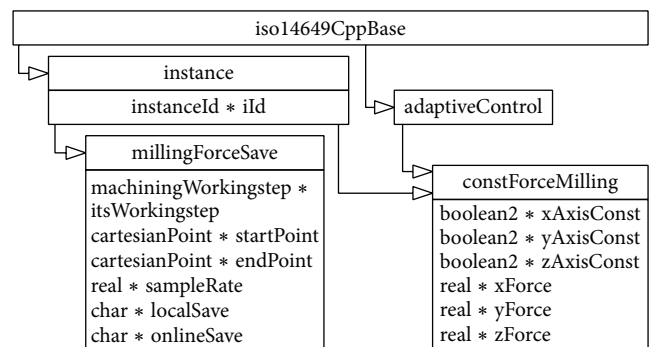 iso14649CppBase
instance
instanceId * iId
adaptiveControl
millingForceSave
machiningWorkingstep *
itsWorkingstep
cartesianPoint * startPoint
cartesianPoint * endPoint
real * sampleRate
char * localSave
char * onlineSave
constForceMilling
boolean2 * xAxisConst
boolean2 * yAxisConst
boolean2 * zAxisConst
real * xForce
real * yForce
real * zForce